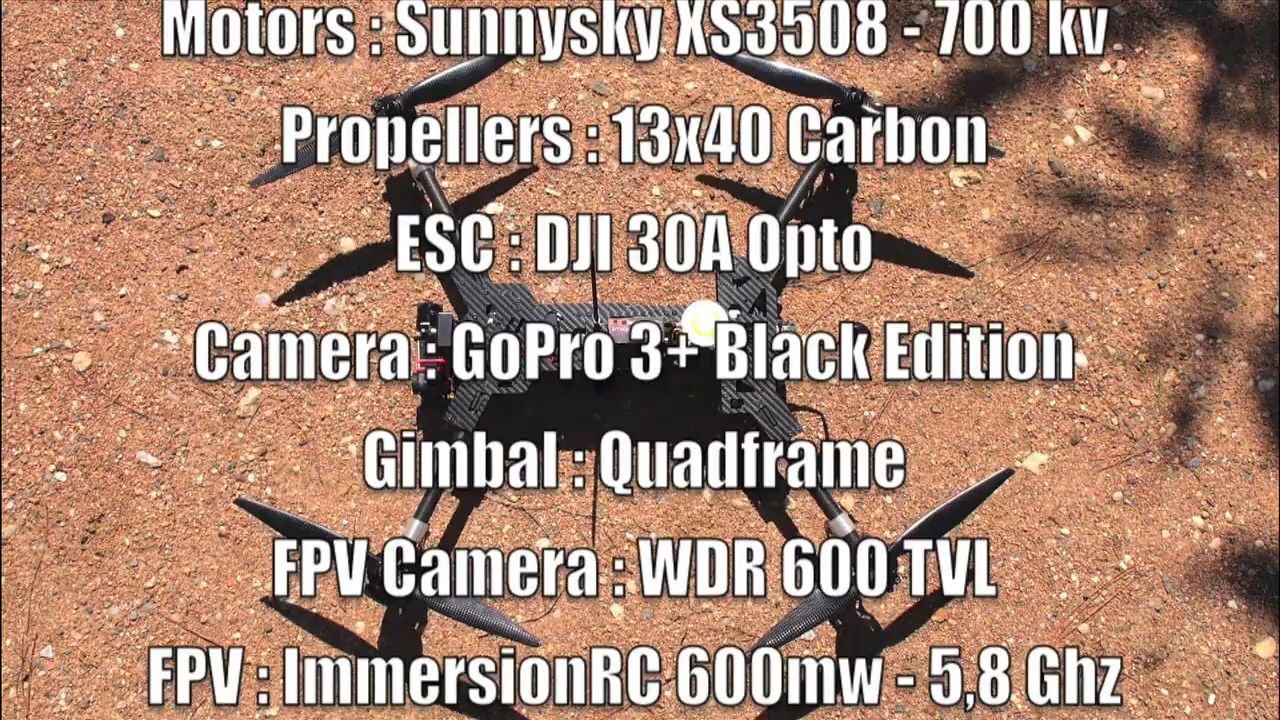 Motors : Sunnysky XS3508 - 700 kv
Propellers : 13x40 Carbon
ESC : DJI 30A Opto
Camera : GoPro 3+ Black Edition
Gimbal : Quadframe
FPV Camera : WDR 600 TVL
FPV : ImmersionRC 600mw - 5,8 Ghz